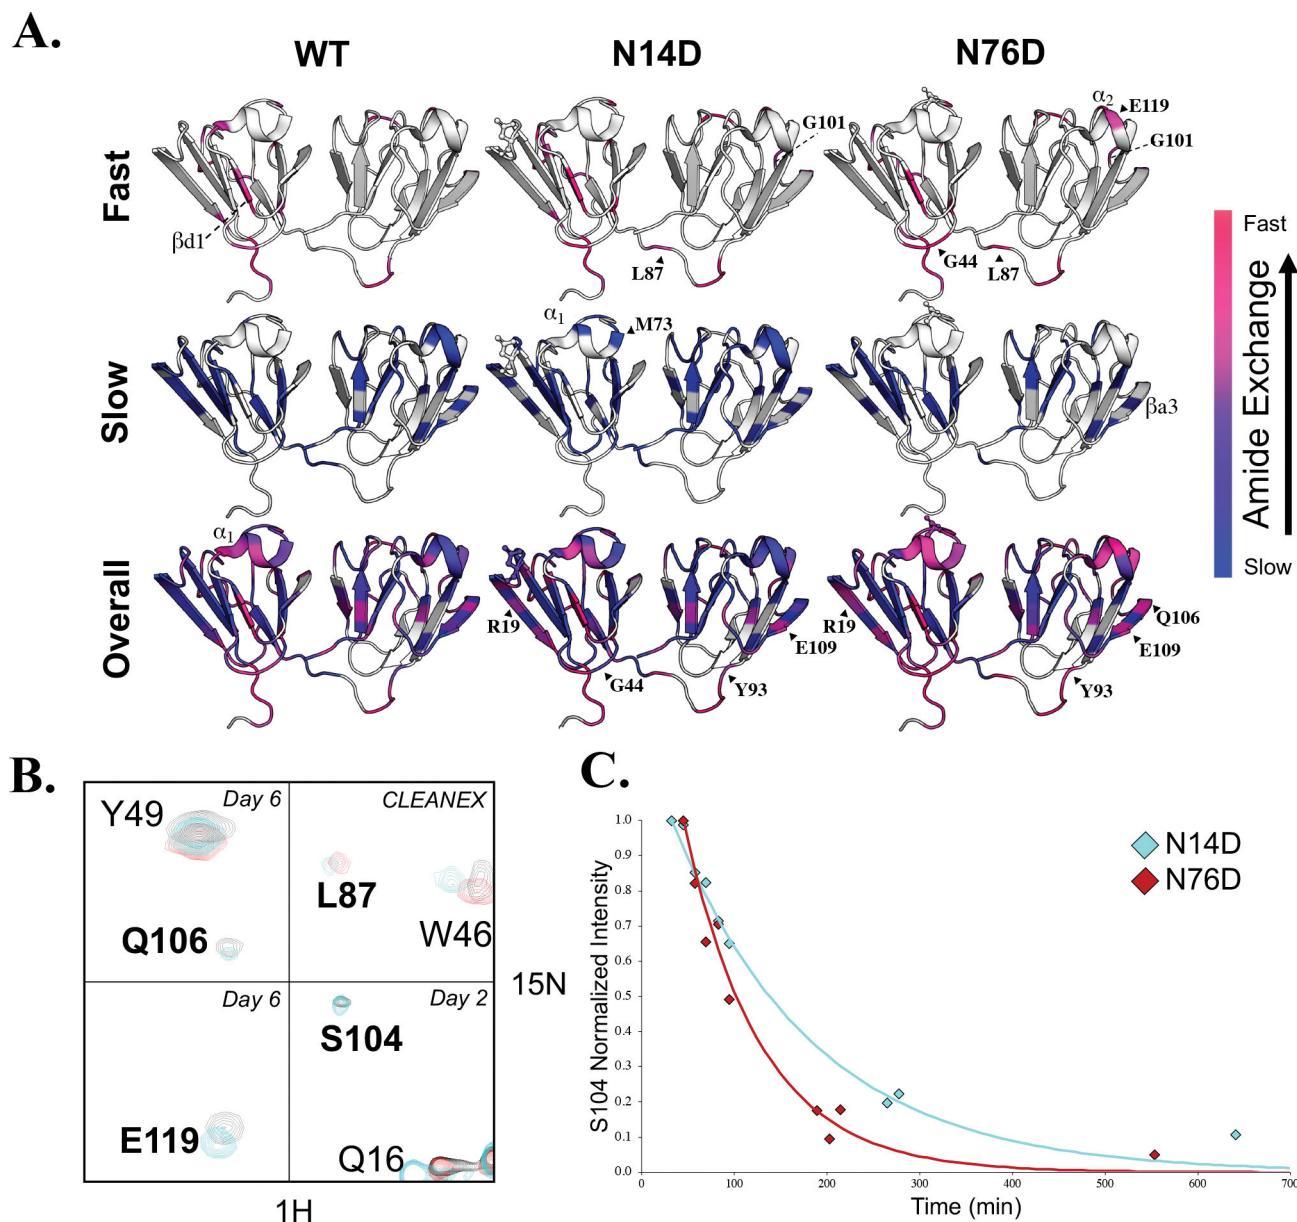 A.
WT
N14D
N76D
Fast
βd1
L87
G101
α2
E119
G101
G44
L87
Fast
Amide Exchange
Slow
Slow
α1
M73
βa3
Overall
α1
R19
G44
Y93
E109
R19
Q106
E109
Y93
B.
Y49
Day 6
CLEANEX
L87
Q106
W46
Day 6
Day 2
S104
E119
Q16
15N
1H
C.
S104 Normalized Intensity
1.0
0.9
0.8
0.7
0.6
0.5
0.4
0.3
0.2
0.1
0.0
0
100
200
300
400
500
600
700
Time (min)
N14D
N76D